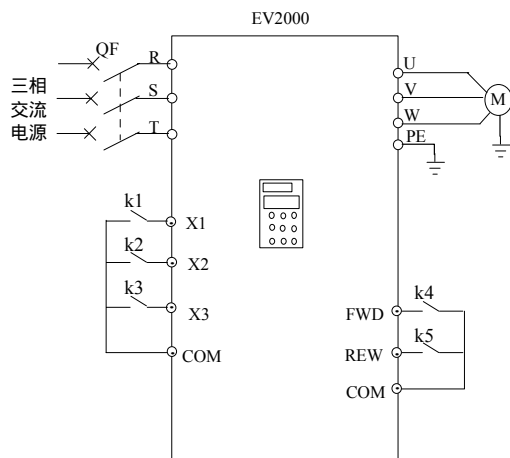 EV2000
QF
R
S
T
三相
交流
电源
U
V
W
PE
M
k1
X1
k2
X2
k3
X3
COM
k4
FWD
k5
REW
COM